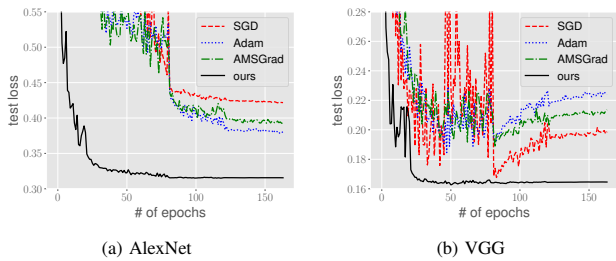 0.55
0.50
0.45
0.40
0.35
0.30
test loss
0 50 100 150
# of epochs
SGD
Adam
AMSGrad
ours
(a) AlexNet
0.28
0.26
0.24
0.22
0.20
0.18
0.16
test loss
0 50 100 150
# of epochs
SGD
Adam
AMSGrad
ours
(b) VGG